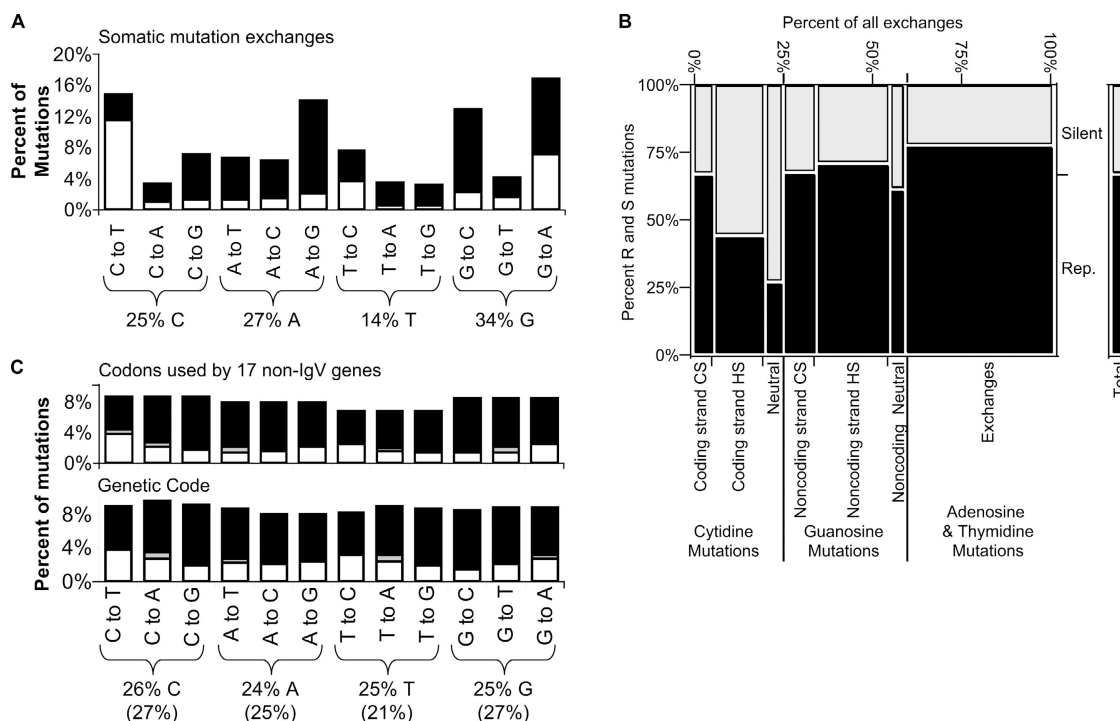 A
Somatic mutation exchanges
Percent of
Mutations
20%
16%
12%
8%
4%
0%
C to T
C to A
C to G
A to T
A to C
A to G
T to C
T to A
T to G
G to C
G to T
G to A
25% C
27% A
14% T
34% G
B
Percent of all exchanges
0%
25%
50%
75%
100%
Percent R and S mutations
100%
75%
50%
25%
0%
Silent
Rep.
Coding strand CS
Coding strand HS
Neutral
Noncoding strand CS
Noncoding strand HS
Noncoding Neutral
Exchanges
Total
Cytidine
Mutations
Guanosine
Mutations
Adenosine
& Thymidine
Mutations
C
Codons used by 17 non-IgV genes
Percent of mutations
8%
4%
0%
Genetic Code
8%
4%
0%
C to T
C to A
C to G
A to T
A to C
A to G
T to C
T to A
T to G
G to C
G to T
G to A
26% C
(27%)
24% A
(25%)
25% T
(21%)
25% G
(27%)